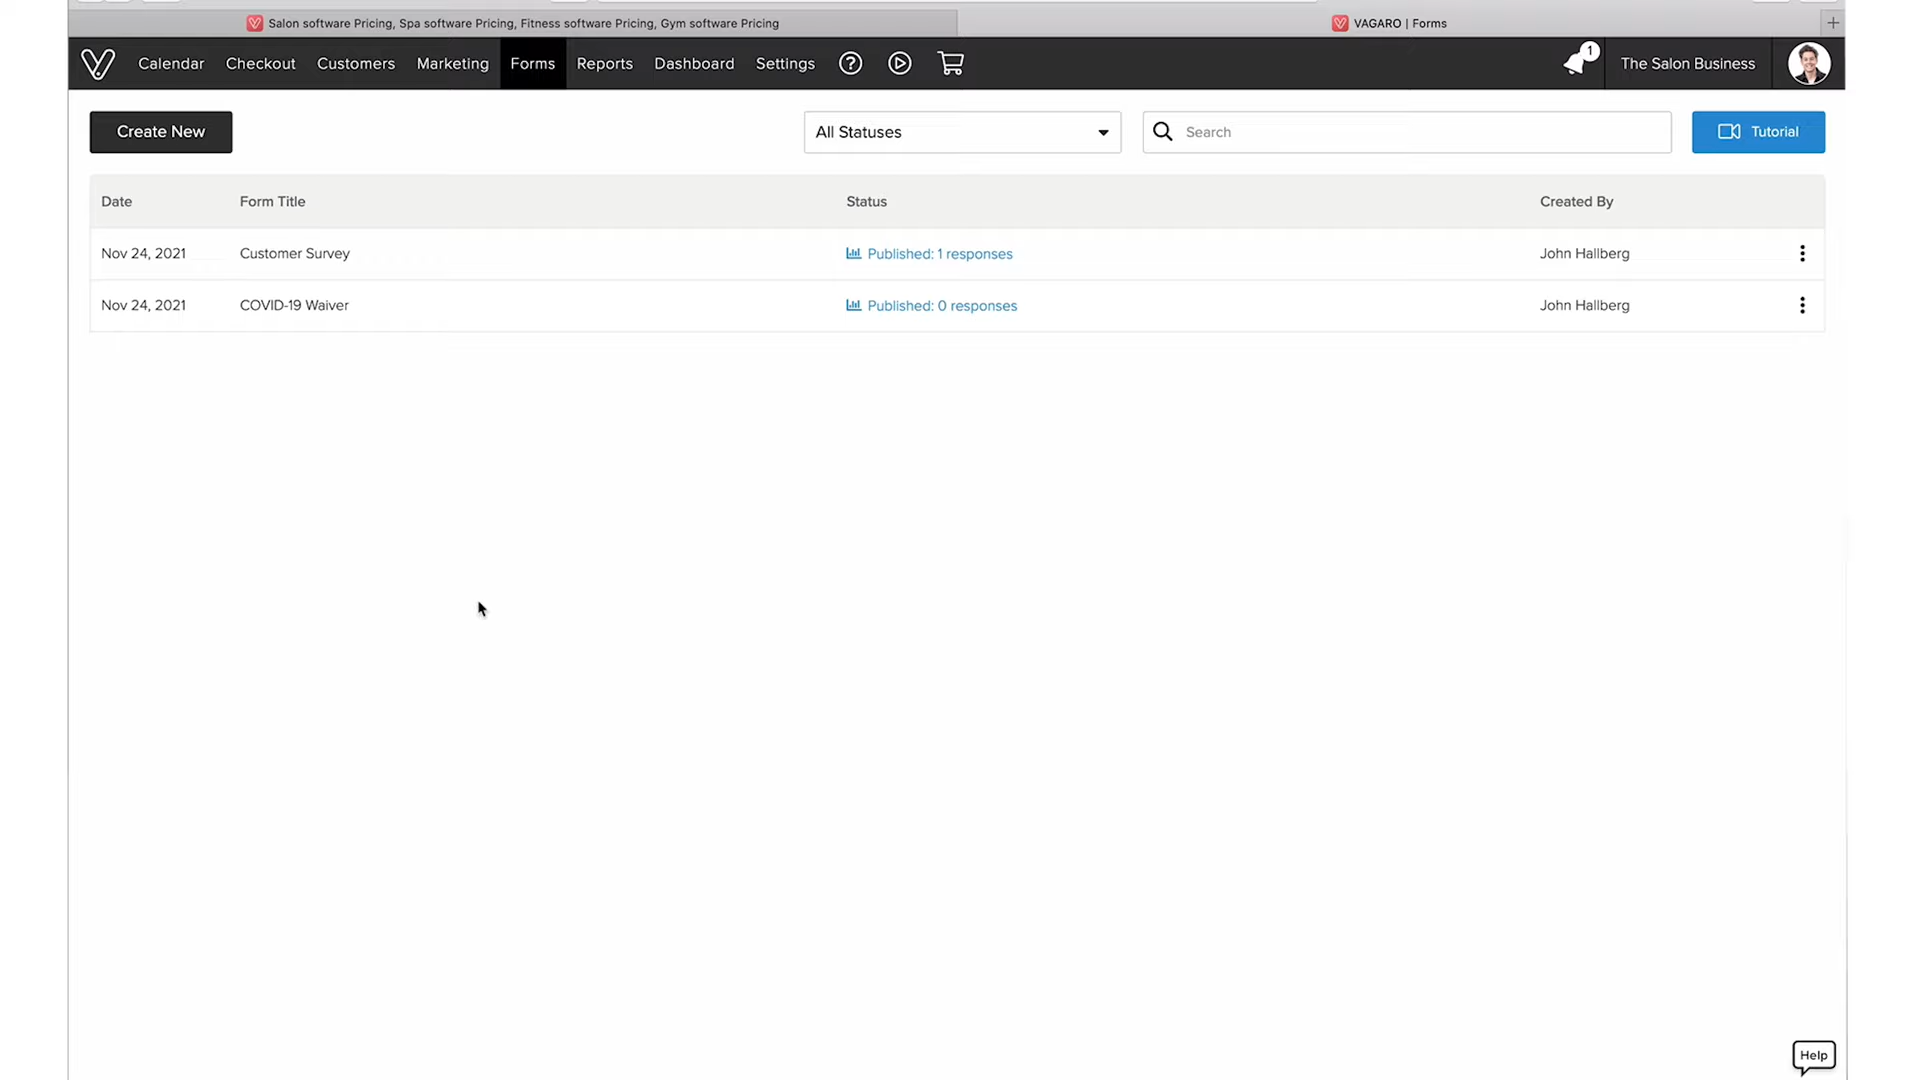 Salon software Pricing, Spa software Pricing, Fitness software Pricing, Gym software Pricing
VAGARO | Forms
Calendar Checkout Customers Marketing Forms Reports Dashboard Settings 1 The Salon Business
Create New All Statuses Search Tutorial
Date Form Title Status Created By
Nov 24, 2021 Customer Survey Published: 1 responses John Hallberg
Nov 24, 2021 COVID-19 Waiver Published: 0 responses John Hallberg
Help